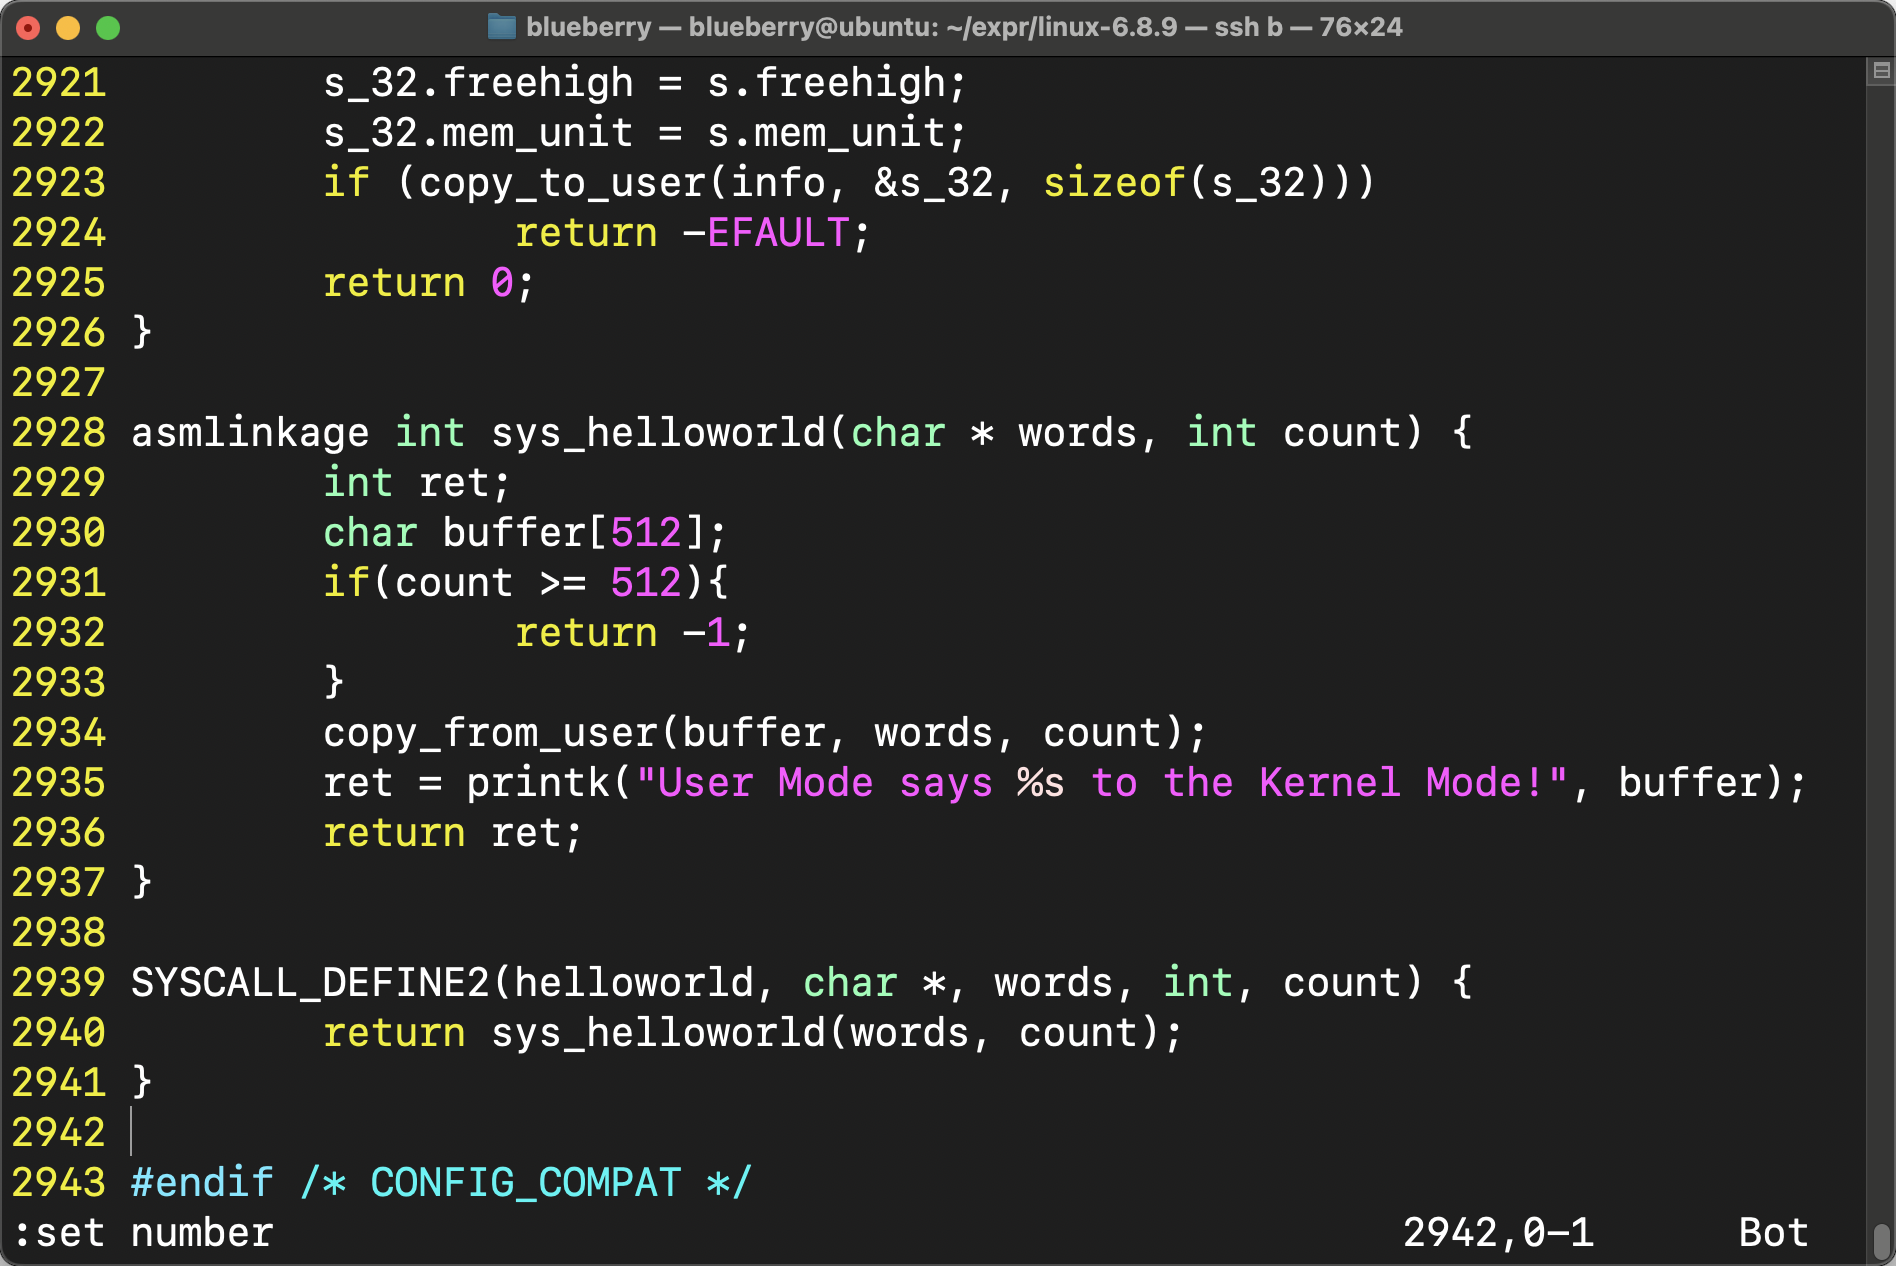 blueberry — blueberry@ubuntu: ~/expr/linux-6.8.9 — ssh b — 76×24
2921         s_32.freehigh = s.freehigh;
2922         s_32.mem_unit = s.mem_unit;
2923         if (copy_to_user(info, &s_32, sizeof(s_32)))
2924                 return -EFAULT;
2925         return 0;
2926 }
2927
2928 asmlinkage int sys_helloworld(char * words, int count) {
2929         int ret;
2930         char buffer[512];
2931         if(count >= 512){
2932                 return -1;
2933         }
2934         copy_from_user(buffer, words, count);
2935         ret = printk("User Mode says %s to the Kernel Mode!", buffer);
2936         return ret;
2937 }
2938
2939 SYSCALL_DEFINE2(helloworld, char *, words, int, count) {
2940         return sys_helloworld(words, count);
2941 }
2942
2943 #endif /* CONFIG_COMPAT */
:set number 2942,0-1 Bot